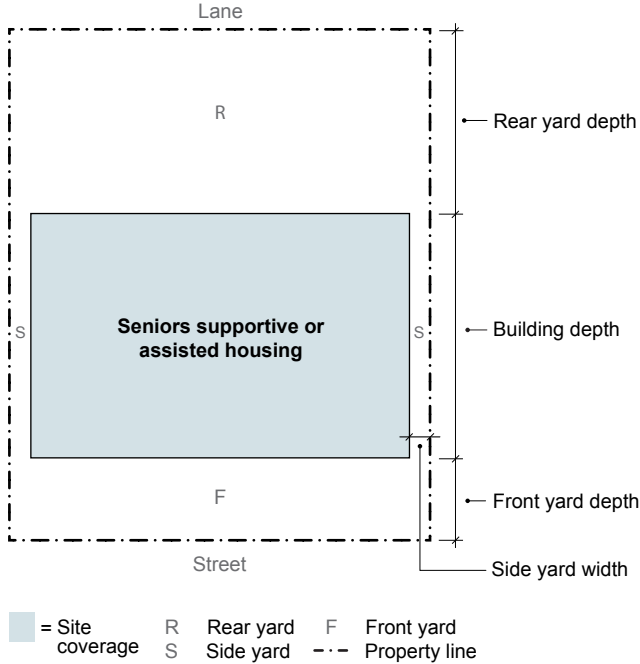 Lane
R
Rear yard depth
Seniors supportive or
assisted housing
S
S
Building depth
F
Front yard depth
Street
Side yard width
= Site
coverage
R Rear yard
S Side yard
F Front yard
Property line